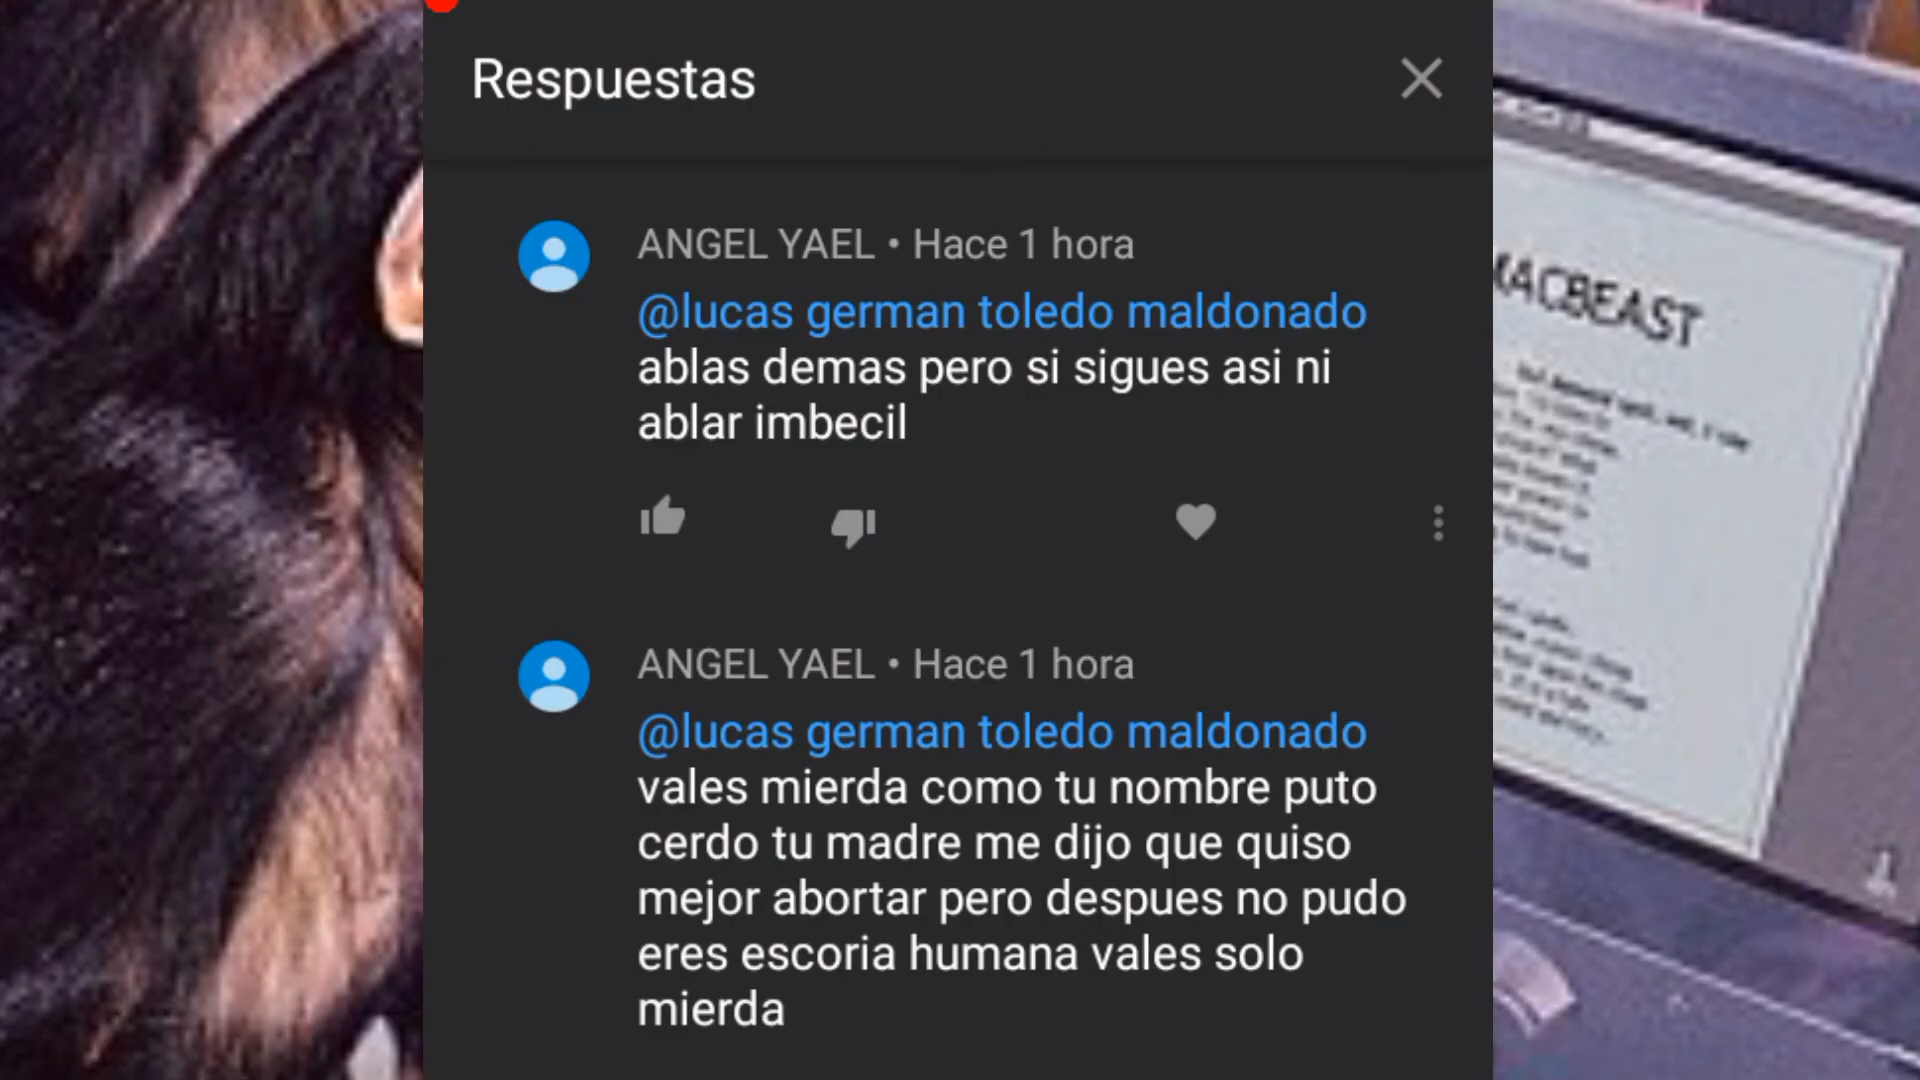 Respuestas
ANGEL YAEL • Hace 1 hora
@lucas german toledo maldonado
ablas demas pero si sigues asi ni
ablar imbecil
ANGEL YAEL • Hace 1 hora
@lucas german toledo maldonado
vales mierda como tu nombre puto
cerdo tu madre me dijo que quiso
mejor abortar pero despues no pudo
eres escoria humana vales solo
mierda
ACBEAST